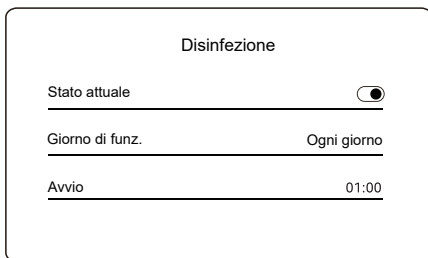 Disinfezione
Stato attuale
Giorno di funz. Ogni giorno
Avvio 01:00